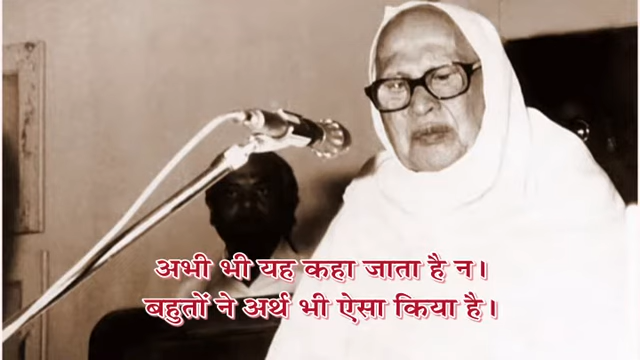 अभी भी यह कहा जाता है न।
बहुतों ने अर्थ भी ऐसा किया है।